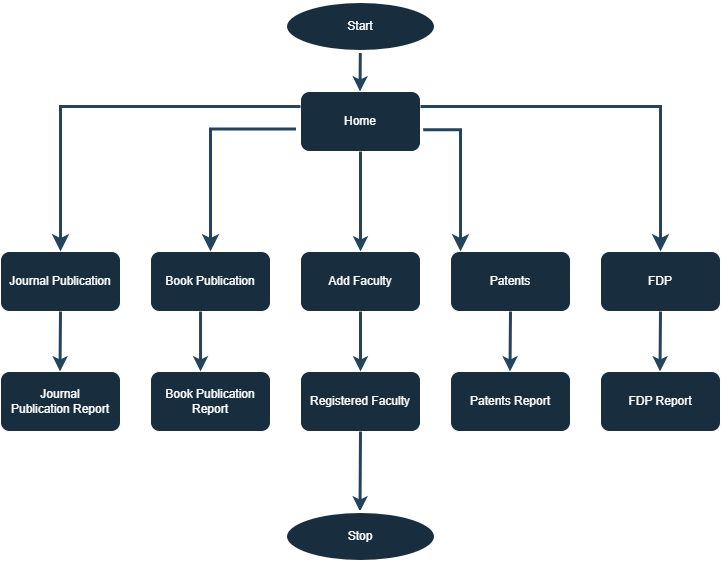 Start
Home
Journal Publication
Book Publication
Add Faculty
Patents
FDP
Journal
Publication Report
Book Publication
Report
Registered Faculty
Patents Report
FDP Report
Stop